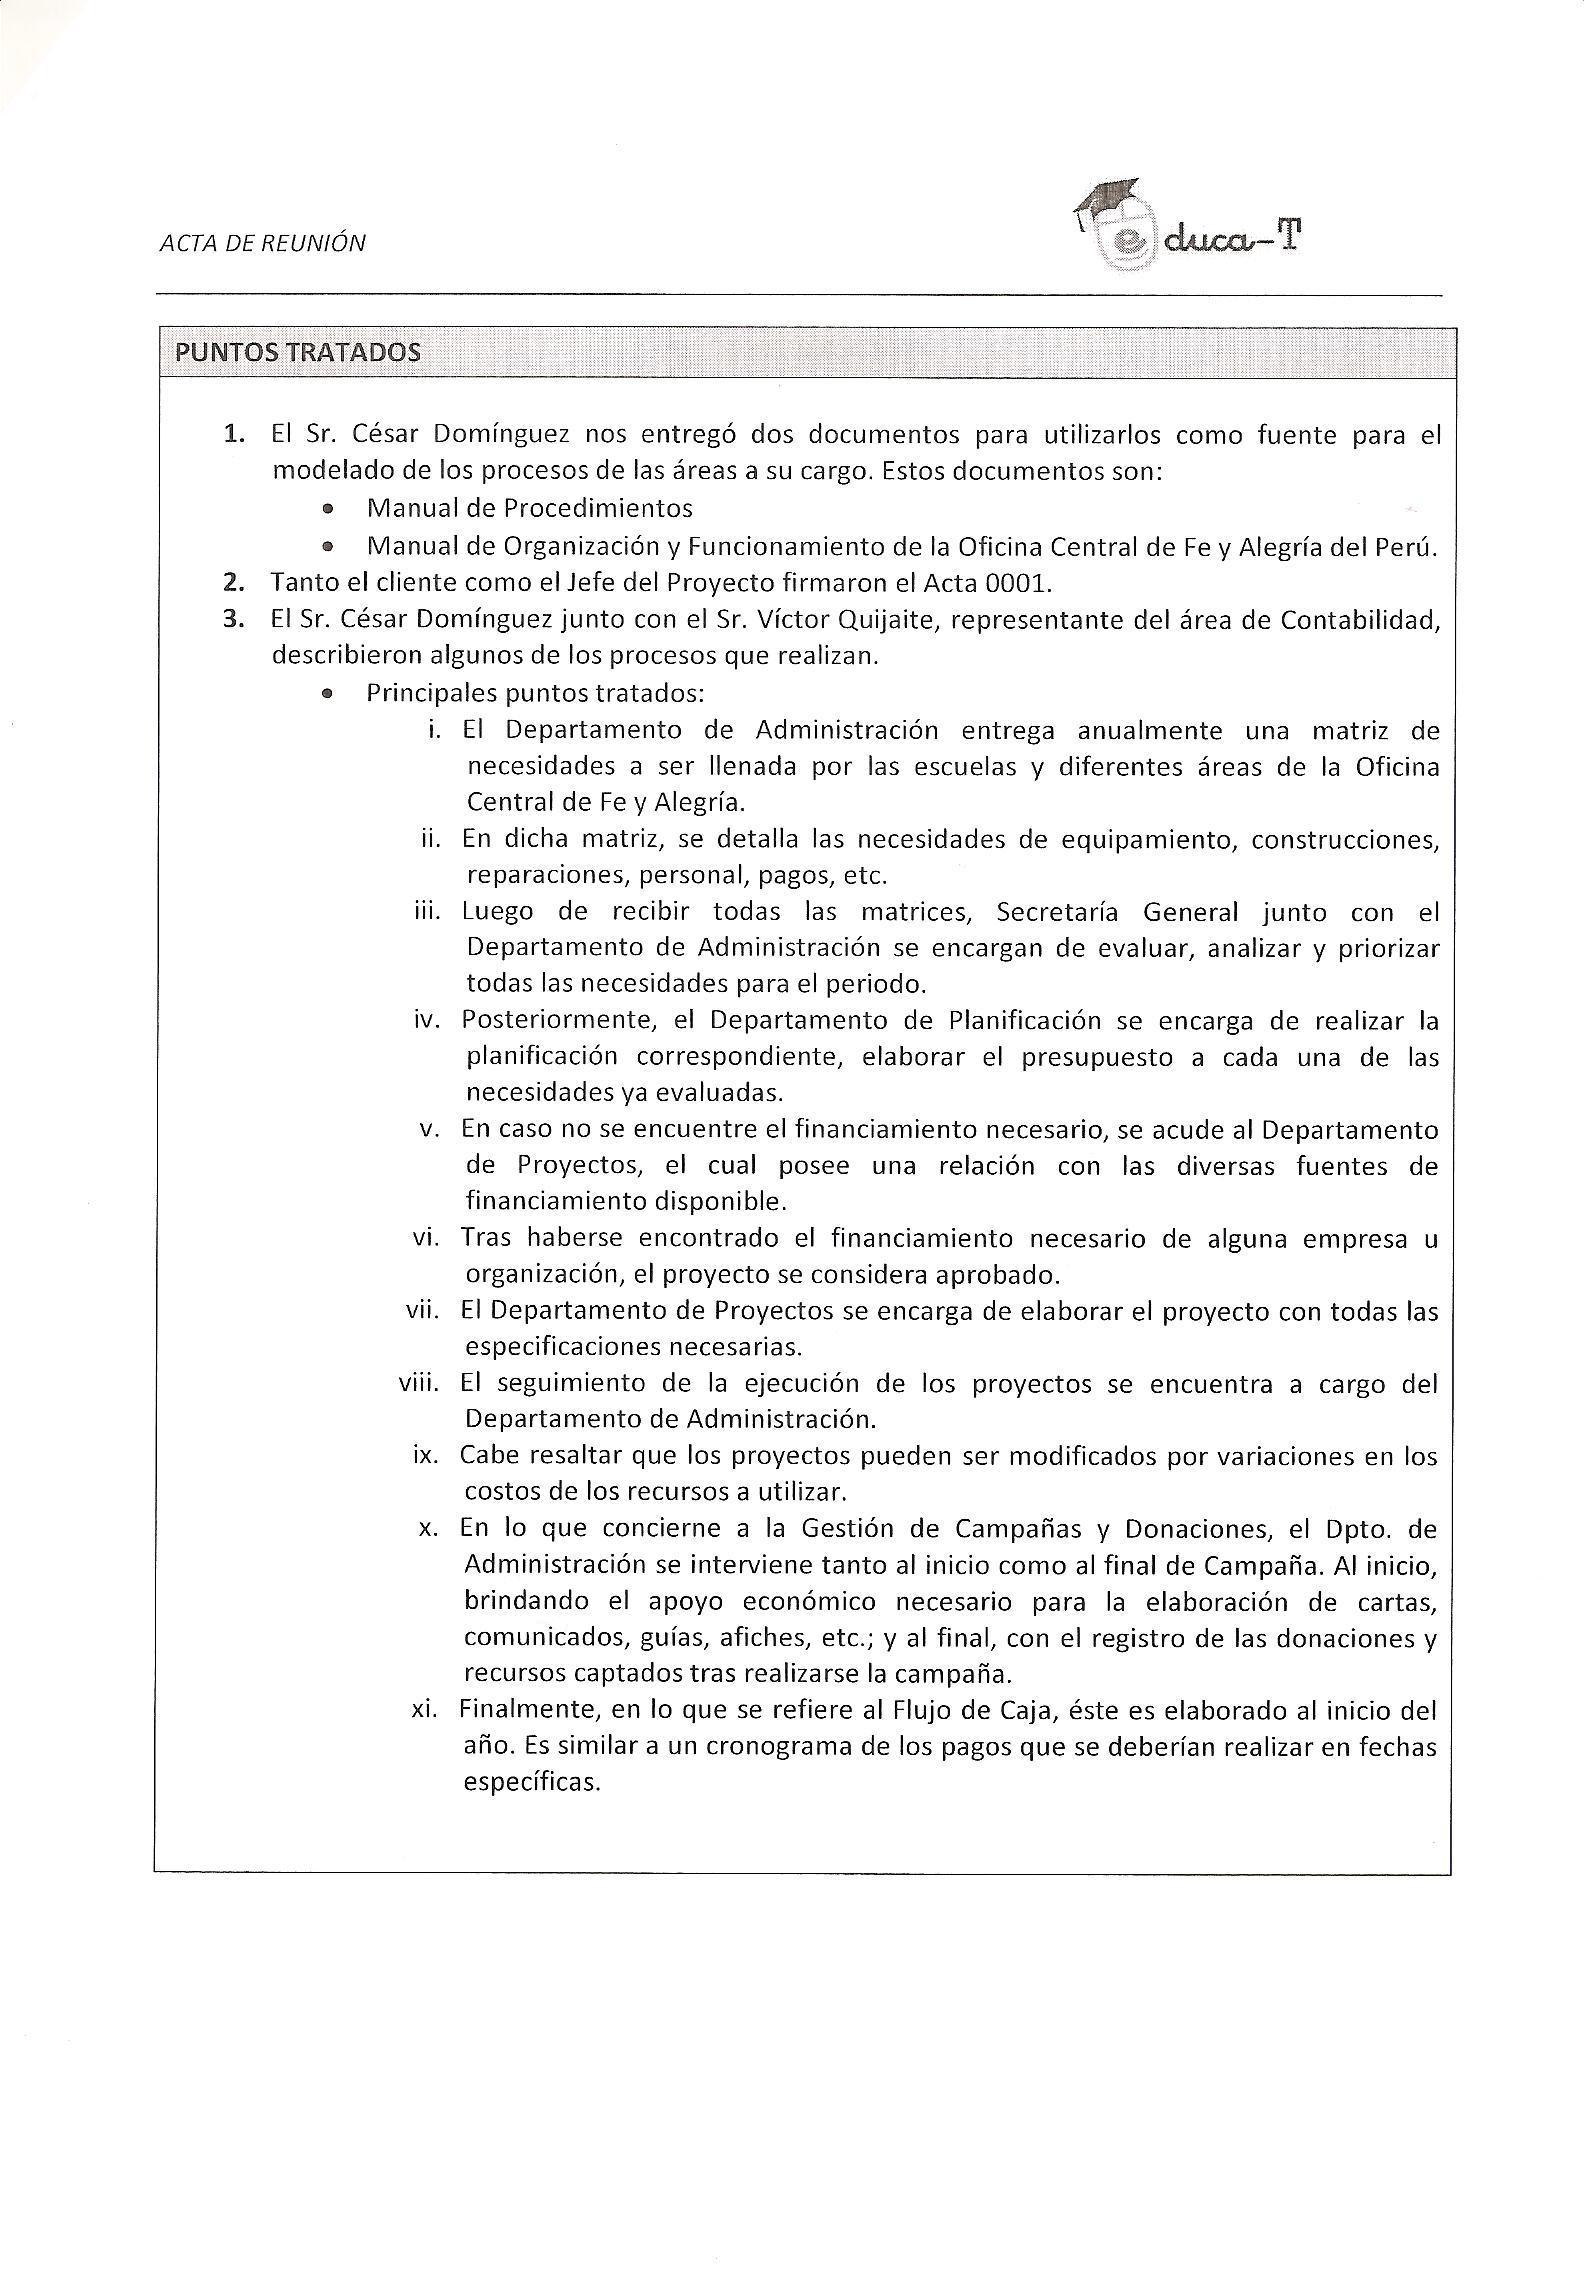 ACTA DE REUNIÓN
educa-T
PUNTOS TRATADOS
1. El Sr. César Domínguez nos entregó dos documentos para utilizarlos como fuente para el
modelado de los procesos de las áreas a su cargo. Estos documentos son:
• Manual de Procedimientos
• Manual de Organización y Funcionamiento de la Oficina Central de Fe y Alegría del Perú.
2. Tanto el cliente como el Jefe del Proyecto firmaron el Acta 0001.
3. El Sr. César Domínguez junto con el Sr. Víctor Quijaite, representante del área de Contabilidad,
describieron algunos de los procesos que realizan.
• Principales puntos tratados:
i. El Departamento de Administración entrega anualmente una matriz de
necesidades a ser llenada por las escuelas y diferentes áreas de la Oficina
Central de Fe y Alegría.
ii. En dicha matriz, se detalla las necesidades de equipamiento, construcciones,
reparaciones, personal, pagos, etc.
iii. Luego de recibir todas las matrices, Secretaría General junto con el
Departamento de Administración se encargan de evaluar, analizar y priorizar
todas las necesidades para el periodo.
iv. Posteriormente, el Departamento de Planificación se encarga de realizar la
planificación correspondiente, elaborar el presupuesto a cada una de las
necesidades ya evaluadas.
v. En caso no se encuentre el financiamiento necesario, se acude al Departamento
de Proyectos, el cual posee una relación con las diversas fuentes de
financiamiento disponible.
vi. Tras haberse encontrado el financiamiento necesario de alguna empresa u
organización, el proyecto se considera aprobado.
vii. El Departamento de Proyectos se encarga de elaborar el proyecto con todas las
especificaciones necesarias.
viii. El seguimiento de la ejecución de los proyectos se encuentra a cargo del
Departamento de Administración.
ix. Cabe resaltar que los proyectos pueden ser modificados por variaciones en los
costos de los recursos a utilizar.
x. En lo que concierne a la Gestión de Campañas y Donaciones, el Dpto. de
Administración se interviene tanto al inicio como al final de Campaña. Al inicio,
brindando el apoyo económico necesario para la elaboración de cartas,
comunicados, guías, afiches, etc.; y al final, con el registro de las donaciones y
recursos captados tras realizarse la campaña.
xi. Finalmente, en lo que se refiere al Flujo de Caja, éste es elaborado al inicio del
año. Es similar a un cronograma de los pagos que se deberían realizar en fechas
específicas.